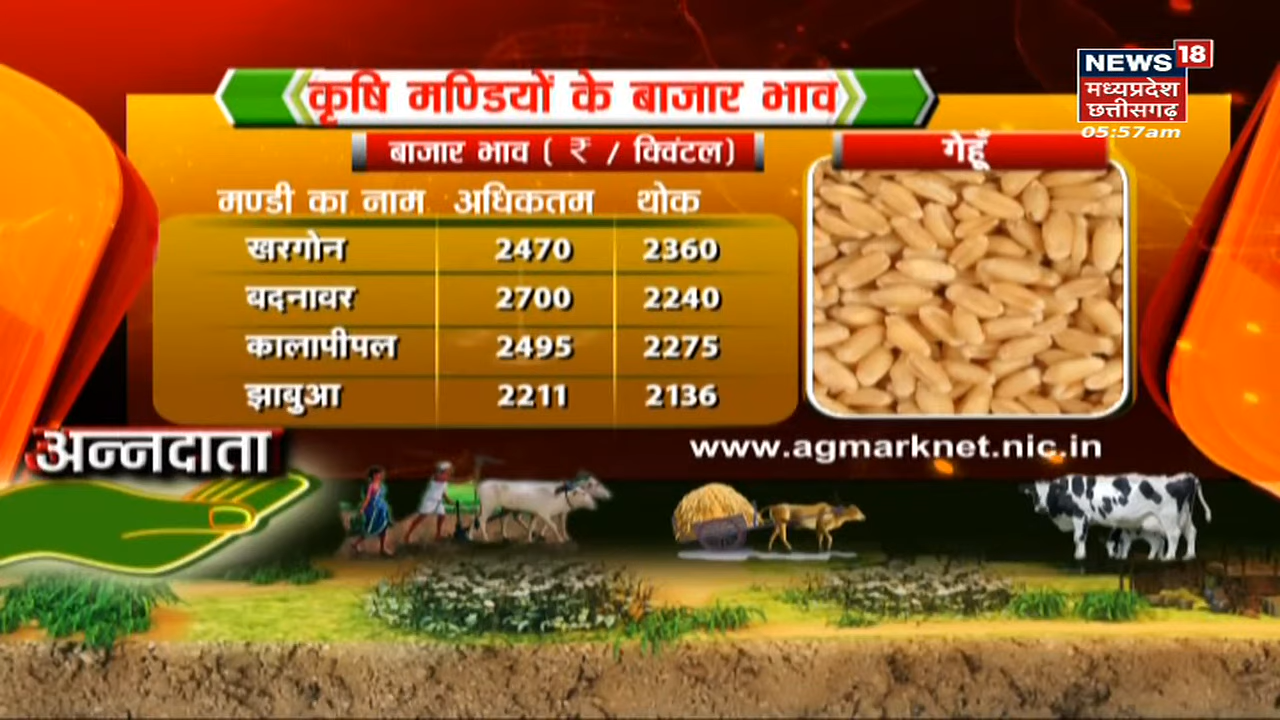 कृषि मण्डियों के बाजार भाव
NEWS 18
मध्यप्रदेश
छत्तीसगढ़
05:57am
बाजार भाव ( ₹ / क्विंटल)
गेहूँ
मण्डी का नाम अधिकतम थोक
खरगोन 2470 2360
बदनावर 2700 2240
कालापीपल 2495 2275
झाबुआ 2211 2136
अन्नदाता
www.agmarknet.nic.in